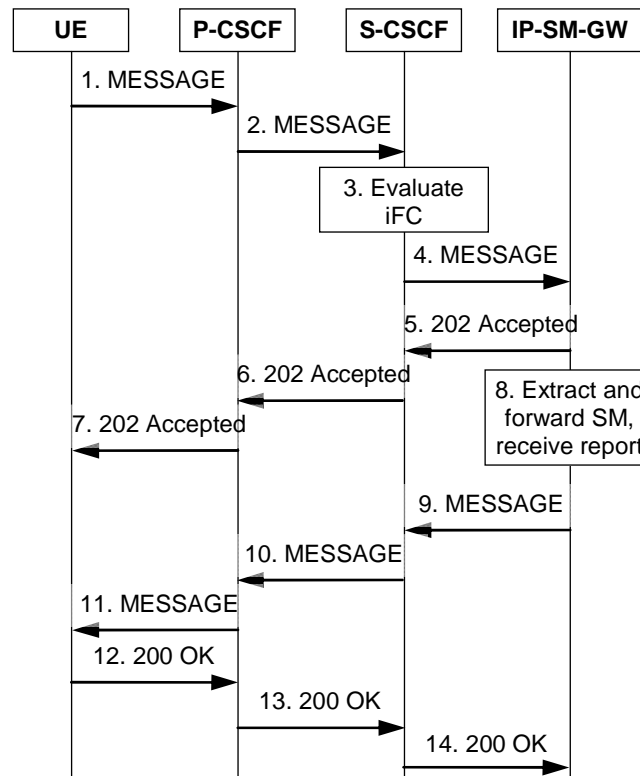 UE
P-CSCF
S-CSCF
IP-SM-GW
1. MESSAGE
2. MESSAGE
3. Evaluate
iFC
4. MESSAGE
5. 202 Accepted
6. 202 Accepted
7. 202 Accepted
8. Extract and
forward SM,
receive report
9. MESSAGE
10. MESSAGE
11. MESSAGE
12. 200 OK
13. 200 OK
14. 200 OK